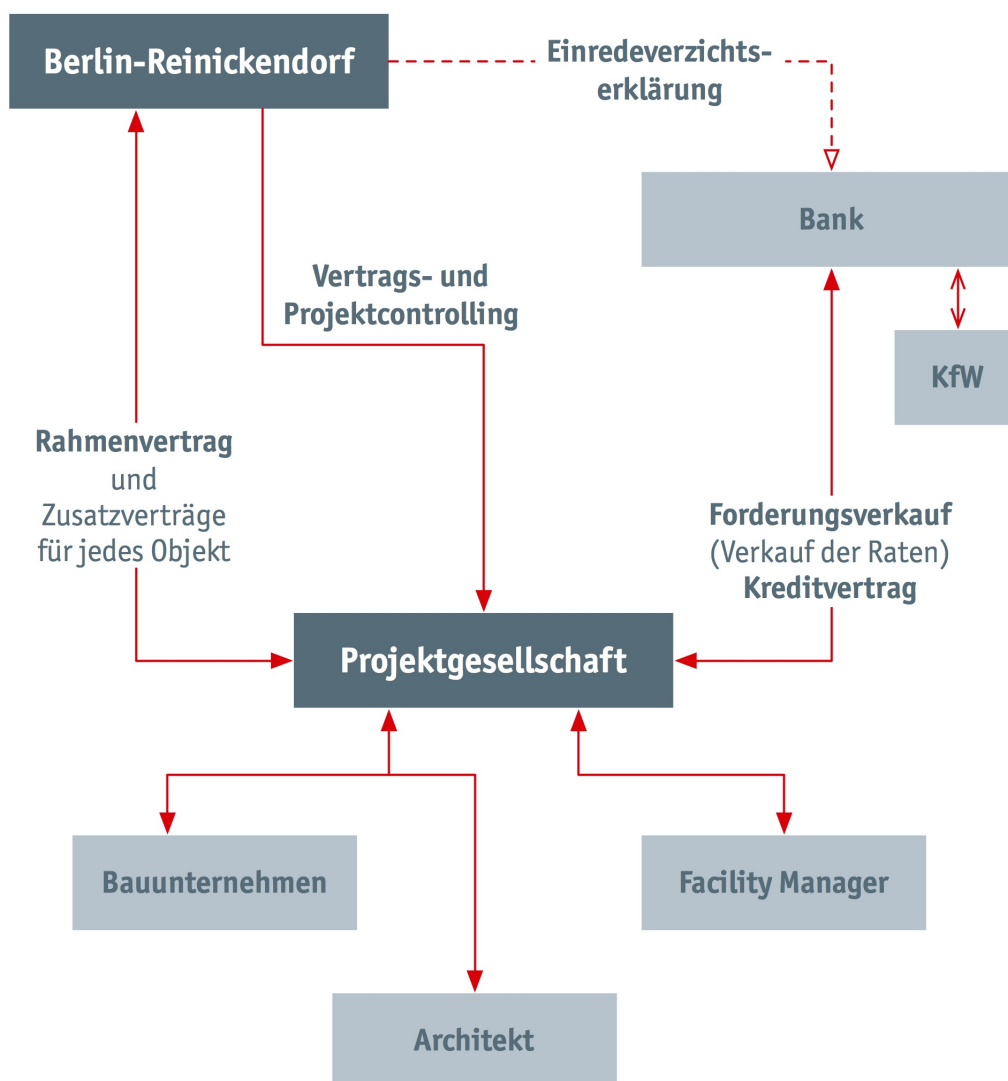 Berlin-Reinickendorf
Einredeverzichts-
erklärung
Bank
Vertrags- und
Projektcontrolling
KfW
Rahmenvertrag
und
Zusatzverträge
für jedes Objekt
Forderungsverkauf
(Verkauf der Raten)
Kreditvertrag
Projektgesellschaft
Bauunternehmen
Facility Manager
Architekt